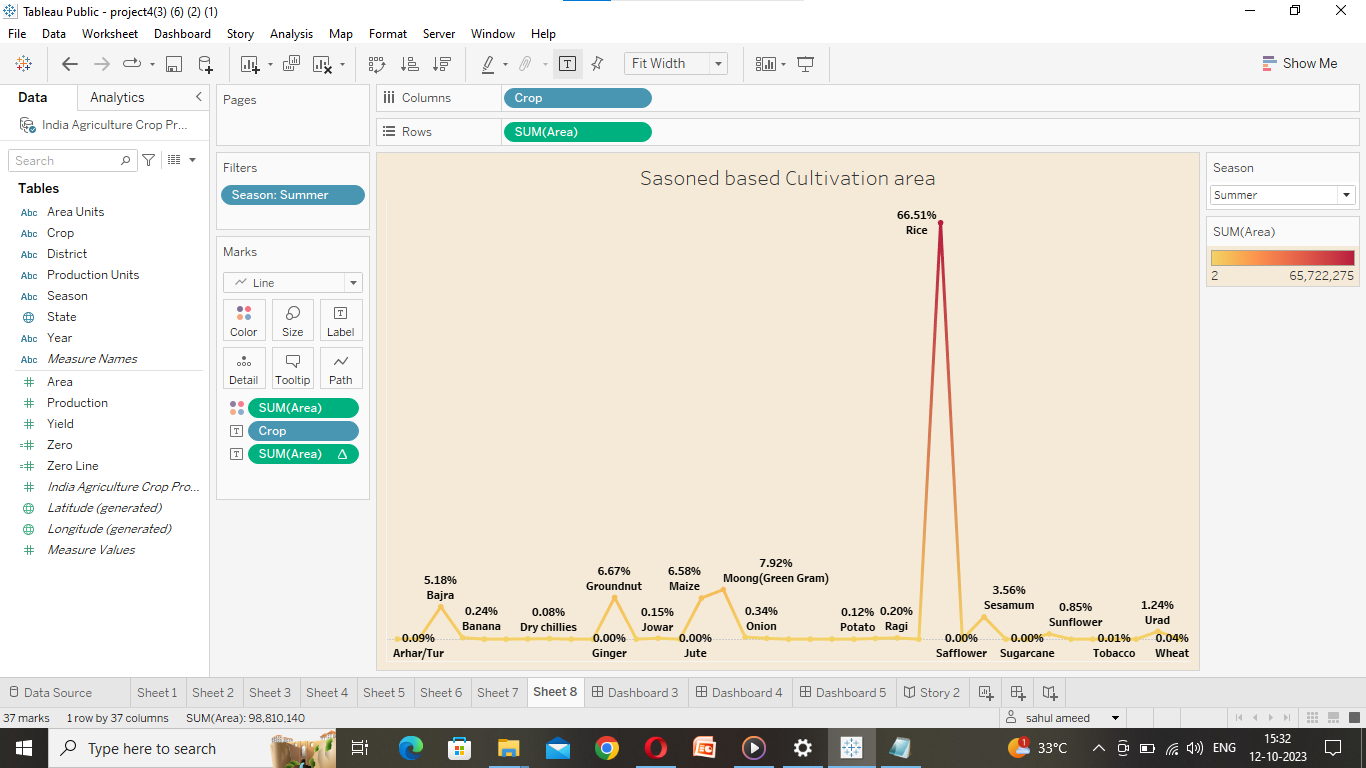 Tableau Public - project4(3) (6) (2) (1)
File Data Worksheet Dashboard Story Analysis Map Format Server Window Help
Fit Width
Show Me
Data Analytics
India Agriculture Crop Pr...
Search
Tables
Abc Area Units
Abc Crop
Abc District
Abc Production Units
Abc Season
State
Abc Year
Abc Measure Names
# Area
# Production
# Yield
=# Zero
=# Zero Line
# India Agriculture Crop Pro...
Latitude (generated)
Longitude (generated)
# Measure Values
Pages
Filters
Season: Summer
Marks
Line
Color Size Label
Detail Tooltip Path
SUM(Area)
Crop
SUM(Area) Δ
Columns Crop
Rows SUM(Area)
Sasoned based Cultivation area
66.51%
Rice
5.18%
Bajra
0.24%
Banana
0.08%
Dry chillies
6.67%
Groundnut
0.15%
Jowar
6.58%
Maize
7.92%
Moong(Green Gram)
0.34%
Onion
0.12%
Potato
0.20%
Ragi
3.56%
Sesamum
0.85%
Sunflower
1.24%
Urad
0.09%
Arhar/Tur
0.00%
Ginger
0.00%
Jute
0.00%
Safflower
0.00%
Sugarcane
0.01%
Tobacco
0.04%
Wheat
Season
Summer
SUM(Area)
2 65,722,275
Data Source Sheet 1 Sheet 2 Sheet 3 Sheet 4 Sheet 5 Sheet 6 Sheet 7 Sheet 8 Dashboard 3 Dashboard 4 Dashboard 5 Story 2
37 marks 1 row by 37 columns SUM(Area): 98,810,140
sahul ameed
Type here to search
1
33°C
ENG
15:32
12-10-2023